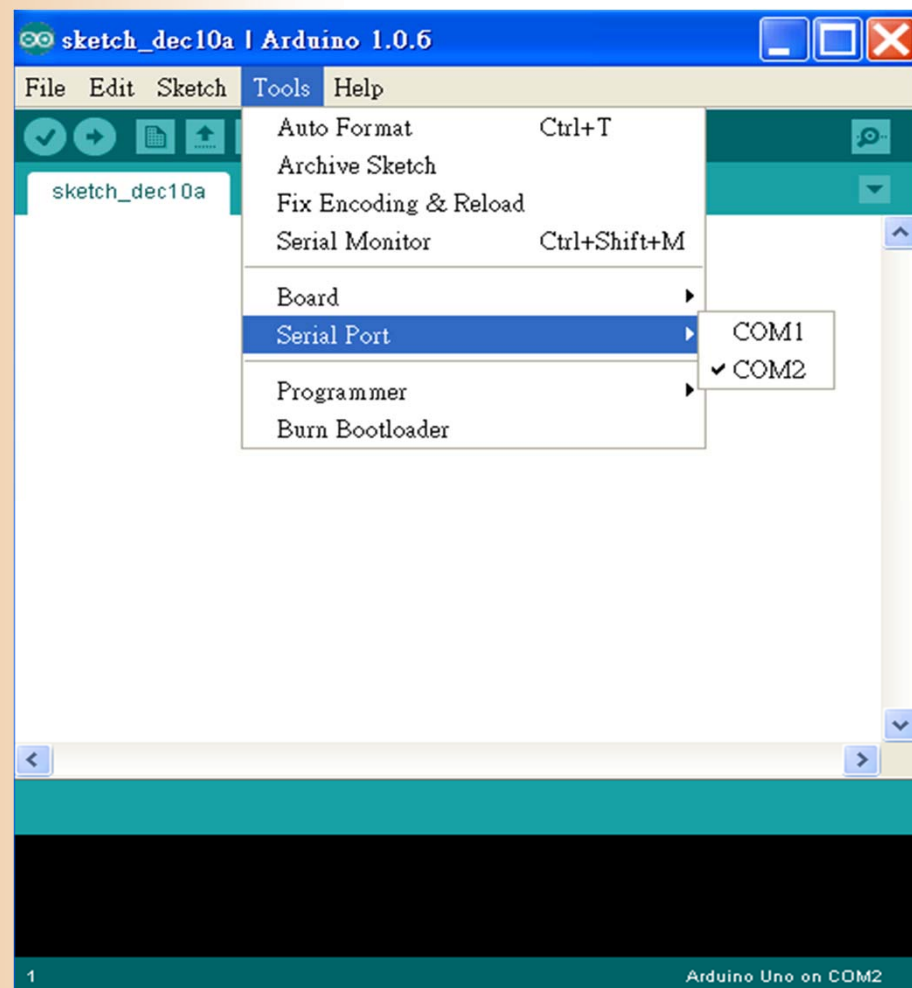 sketch_dec10a | Arduino 1.0.6
File Edit Sketch Tools Help
Auto Format Ctrl+T
sketch_dec10a
Archive Sketch
Fix Encoding & Reload
Serial Monitor Ctrl+Shift+M
Board
Serial Port
COM1
COM2
Programmer
Burn Bootloader
1 Arduino Uno on COM2